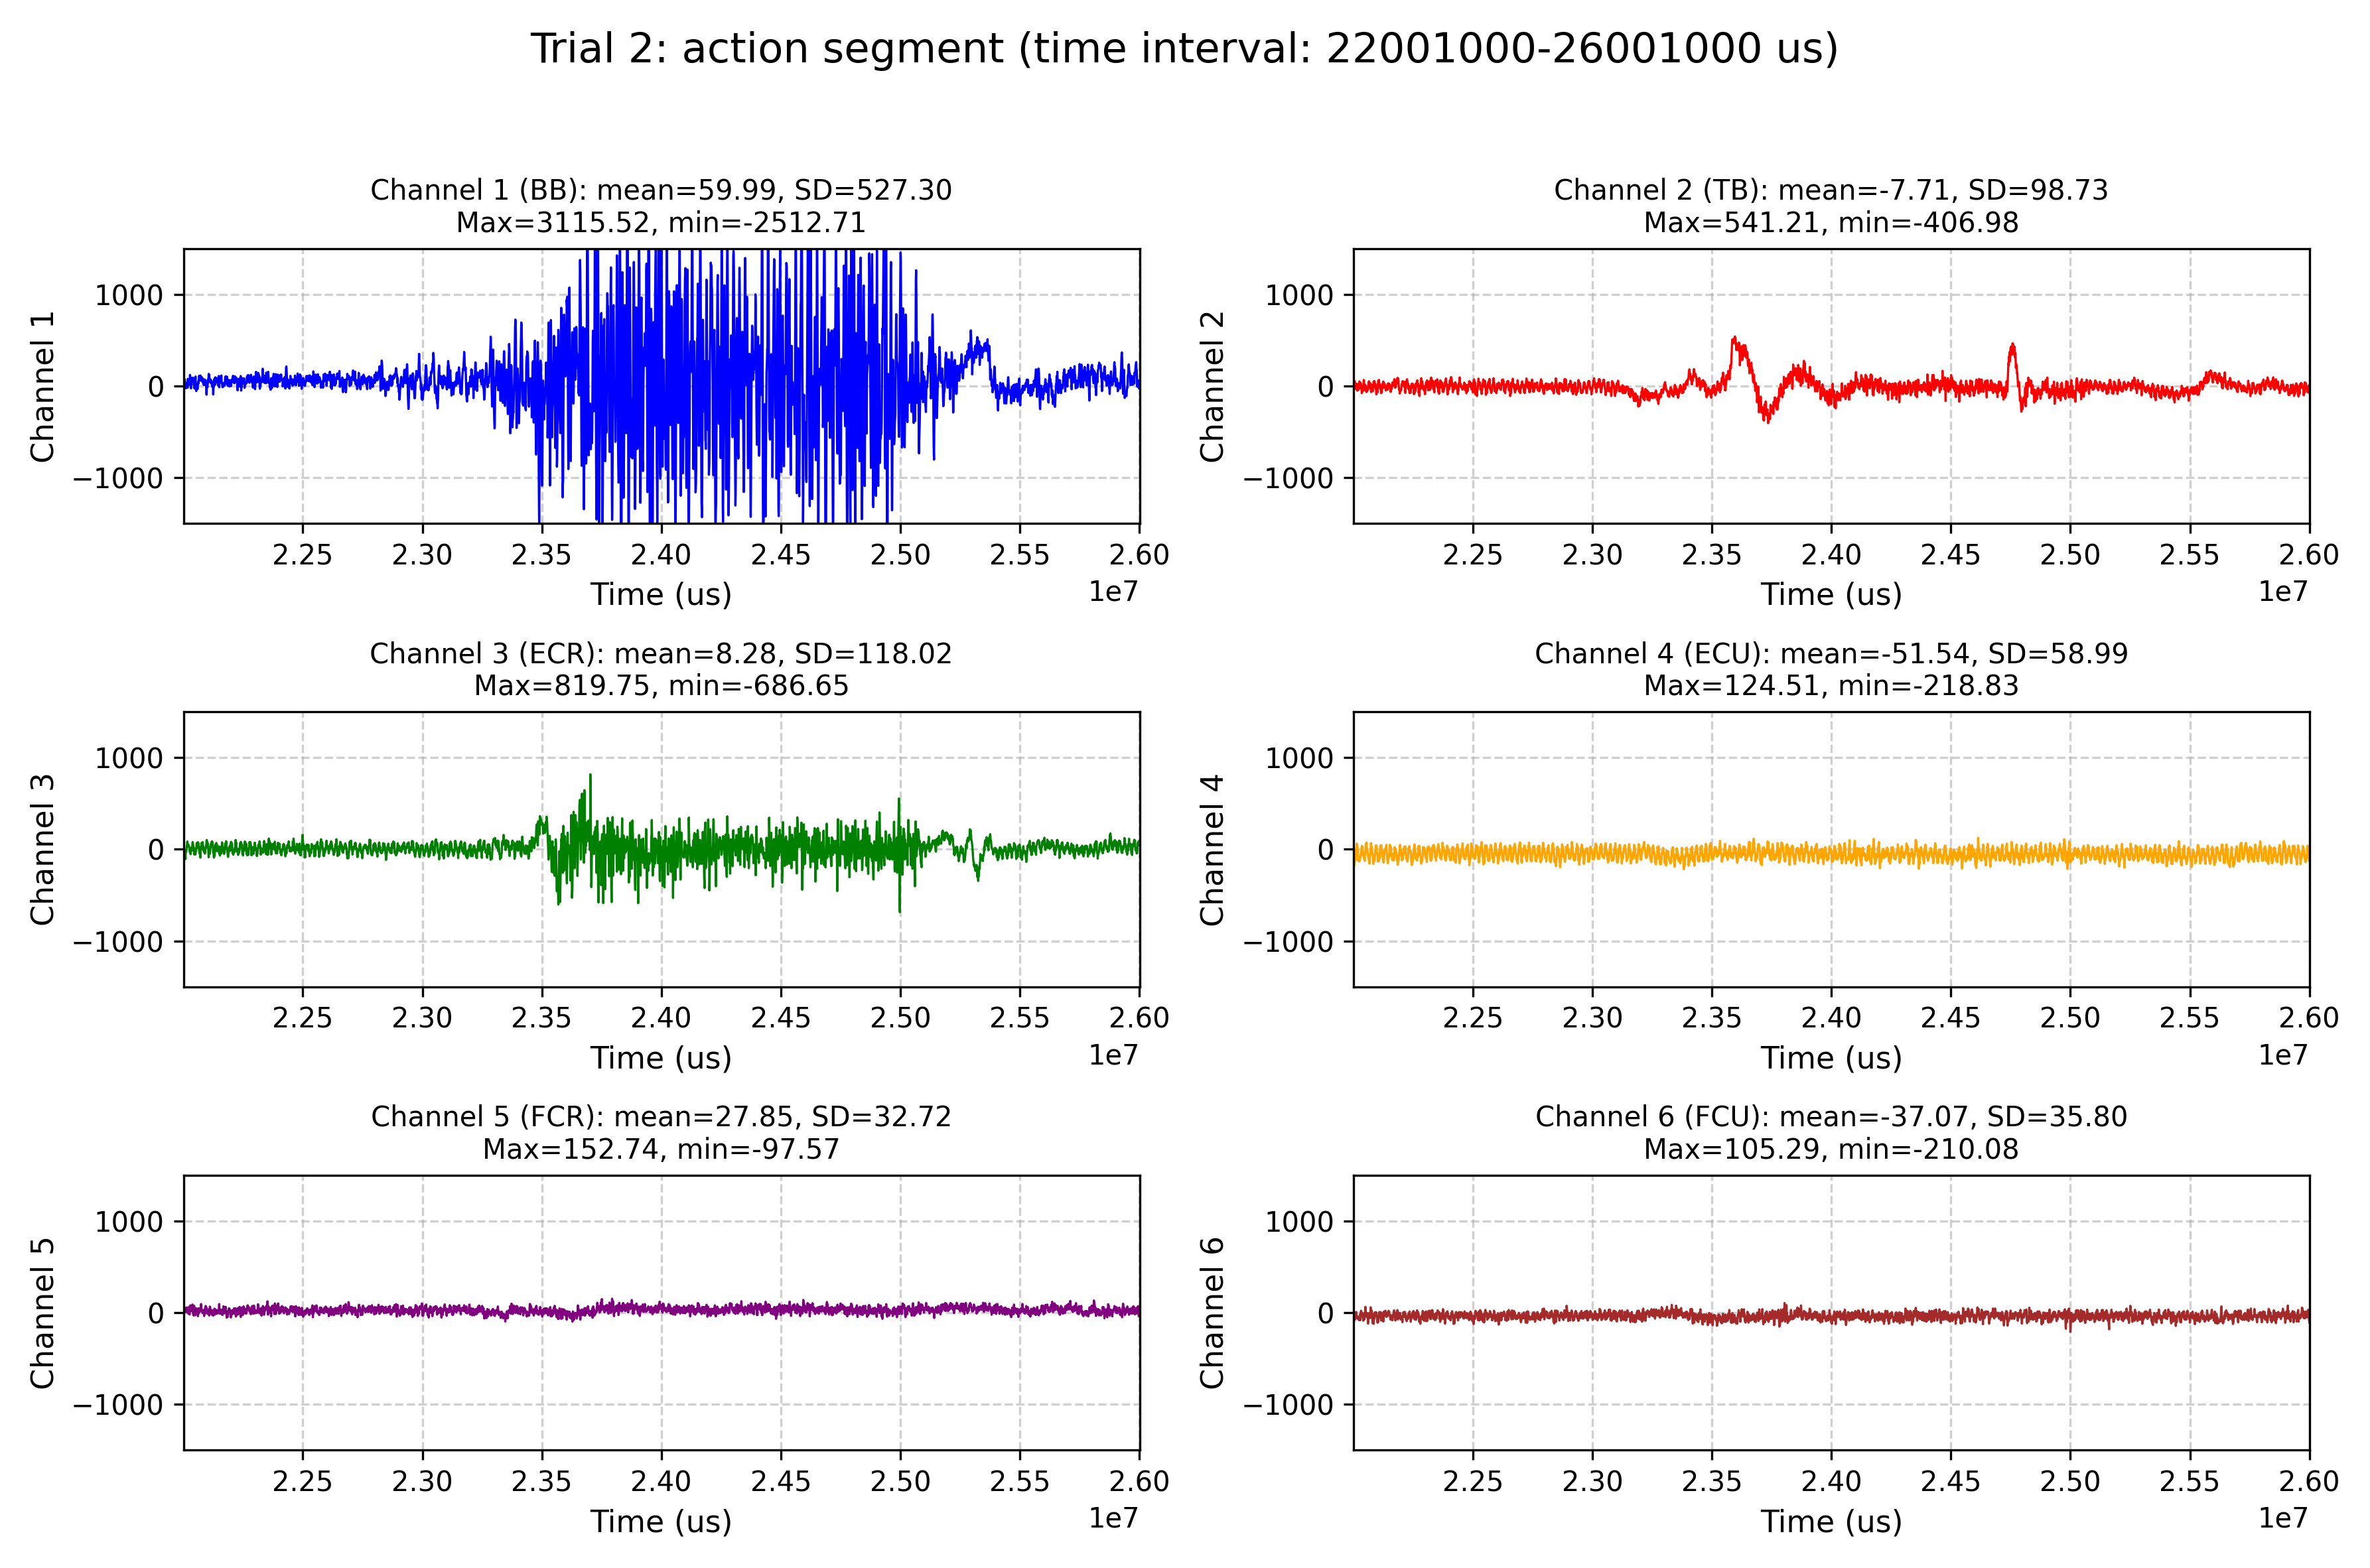 Trial 2: action segment (time interval: 22001000-26001000 us)
Channel 1 (BB): mean=59.99, SD=527.30
Max=3115.52, min=-2512.71
Channel 1
1000
0
−1000
2.25 2.30 2.35 2.40 2.45 2.50 2.55 2.60
Time (us)
1e7
Channel 2 (TB): mean=-7.71, SD=98.73
Max=541.21, min=-406.98
Channel 2
1000
0
−1000
2.25 2.30 2.35 2.40 2.45 2.50 2.55 2.60
Time (us)
1e7
Channel 3 (ECR): mean=8.28, SD=118.02
Max=819.75, min=-686.65
Channel 3
1000
0
−1000
2.25 2.30 2.35 2.40 2.45 2.50 2.55 2.60
Time (us)
1e7
Channel 4 (ECU): mean=-51.54, SD=58.99
Max=124.51, min=-218.83
Channel 4
1000
0
−1000
2.25 2.30 2.35 2.40 2.45 2.50 2.55 2.60
Time (us)
1e7
Channel 5 (FCR): mean=27.85, SD=32.72
Max=152.74, min=-97.57
Channel 5
1000
0
−1000
2.25 2.30 2.35 2.40 2.45 2.50 2.55 2.60
Time (us)
1e7
Channel 6 (FCU): mean=-37.07, SD=35.80
Max=105.29, min=-210.08
Channel 6
1000
0
−1000
2.25 2.30 2.35 2.40 2.45 2.50 2.55 2.60
Time (us)
1e7